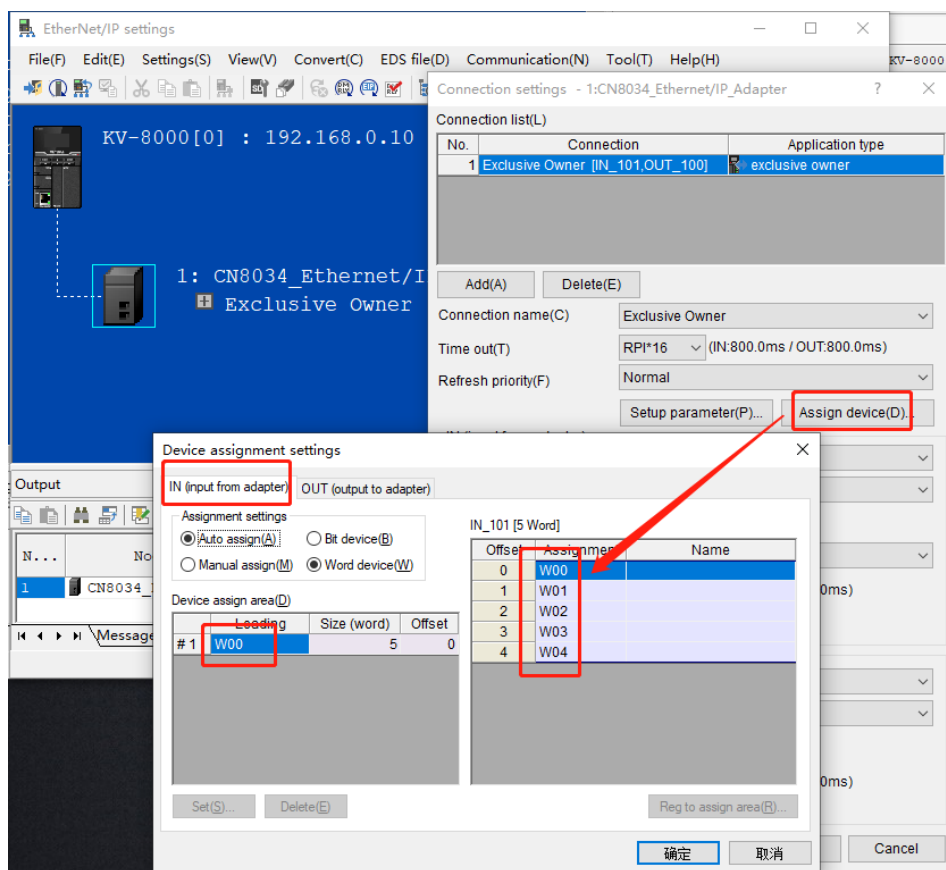 EtherNet/IP settings
File(F) Edit(E) Settings(S) View(V) Convert(C) EDS file(D) Communication(N) Tool(T) Help(H)
KV-8000
KV-8000[0] : 192.168.0.10
1: CN8034_Ethernet/I
Exclusive Owner
Connection settings - 1:CN8034_Ethernet/IP_Adapter
Connection list(L)
No. Connection Application type
1 Exclusive Owner [IN_101,OUT_100] exclusive owner
Add(A) Delete(E)
Connection name(C) Exclusive Owner
Time out(T) RPI*16 (IN:800.0ms / OUT:800.0ms)
Refresh priority(F) Normal
Setup parameter(P)... Assign device(D)...
Output
N... No
1 CN8034_
Message
0ms)
0ms)
Cancel
Device assignment settings
IN (input from adapter) OUT (output to adapter)
Assignment settings
Auto assign(A) Bit device(B)
Manual assign(M) Word device(W)
Device assign area(D)
Leading Size (word) Offset
#1 W00 5 0
IN_101 [5 Word]
Offset Assignmen Name
0 W00
1 W01
2 W02
3 W03
4 W04
Set(S)... Delete(E)
Reg to assign area(R)...
确定 取消